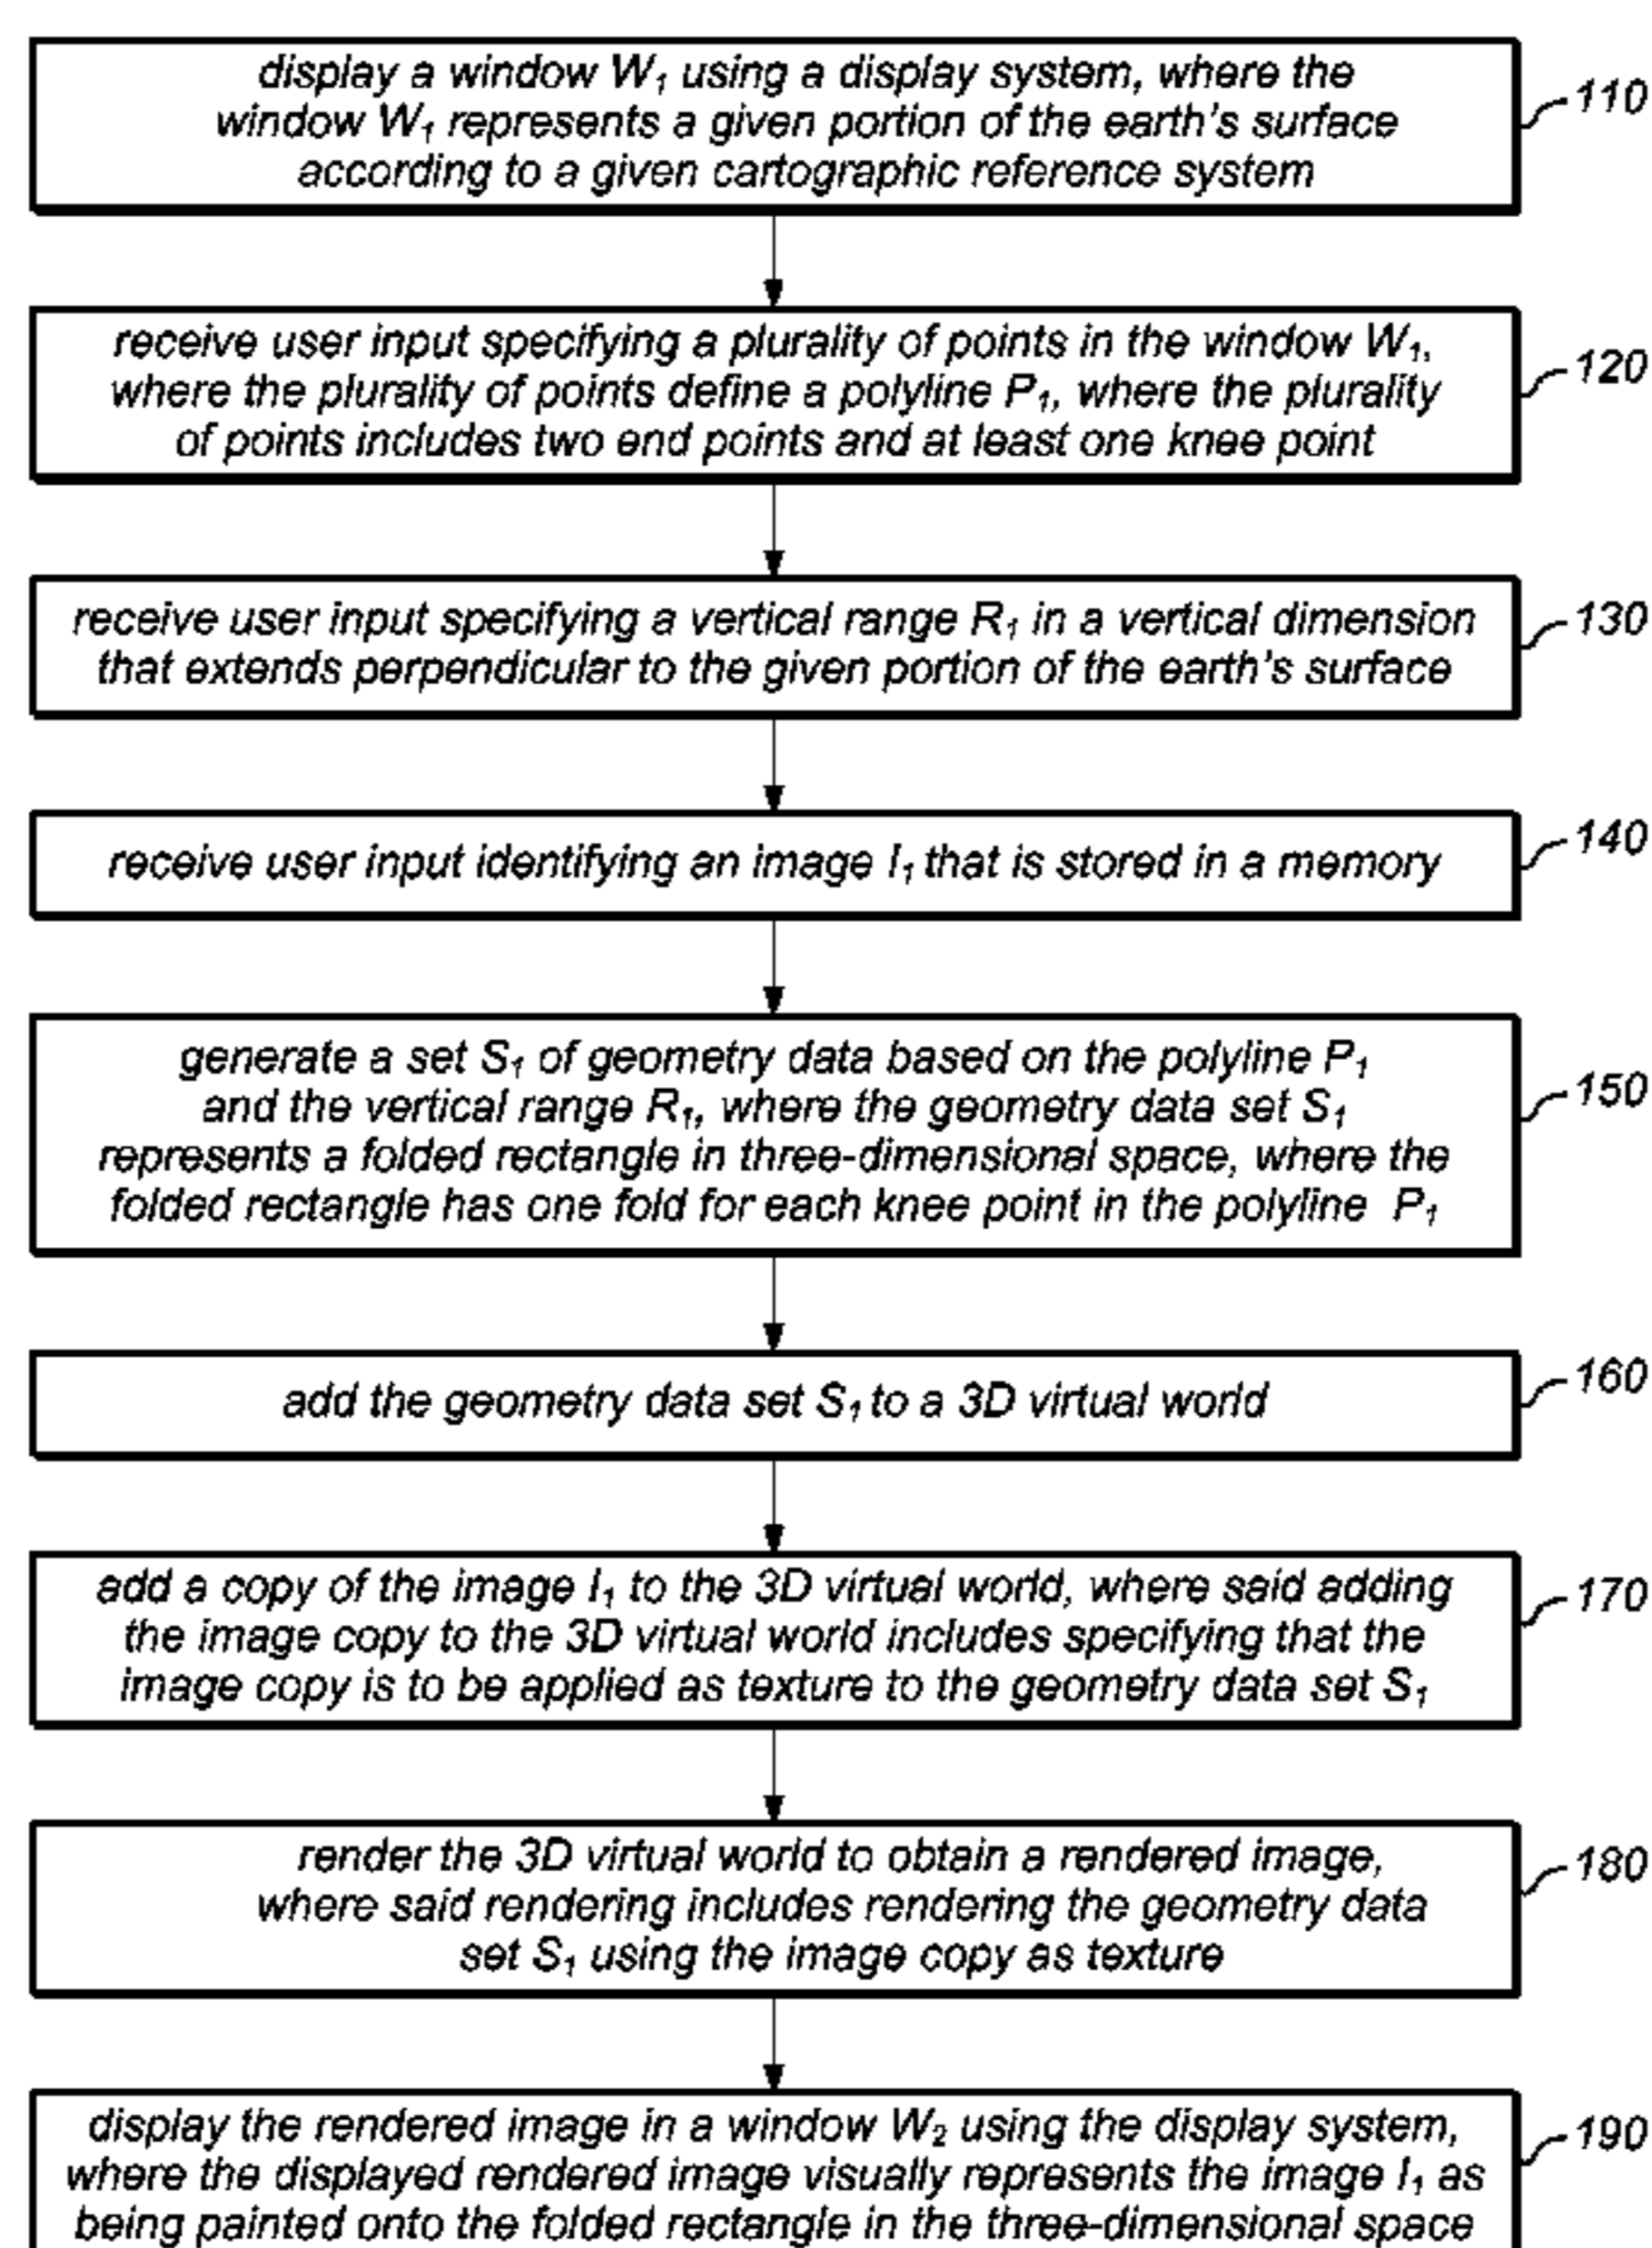 display a window W₁ using a display system, where the
window W₁ represents a given portion of the earth's surface
according to a given cartographic reference system
110
receive user input specifying a plurality of points in the window W₁,
where the plurality of points define a polyline P₁, where the plurality
of points includes two end points and at least one knee point
120
receive user input specifying a vertical range R₁ in a vertical dimension
that extends perpendicular to the given portion of the earth's surface
130
receive user input identifying an image I₁ that is stored in a memory
140
generate a set S₁ of geometry data based on the polyline P₁
and the vertical range R₁, where the geometry data set S₁
represents a folded rectangle in three-dimensional space, where the
folded rectangle has one fold for each knee point in the polyline P₁
150
add the geometry data set S₁ to a 3D virtual world
160
add a copy of the image I₁ to the 3D virtual world, where said adding
the image copy to the 3D virtual world includes specifying that the
image copy is to be applied as texture to the geometry data set S₁
170
render the 3D virtual world to obtain a rendered image,
where said rendering includes rendering the geometry data
set S₁ using the image copy as texture
180
display the rendered image in a window W₂ using the display system,
where the displayed rendered image visually represents the image I₁ as
being painted onto the folded rectangle in the three-dimensional space
190